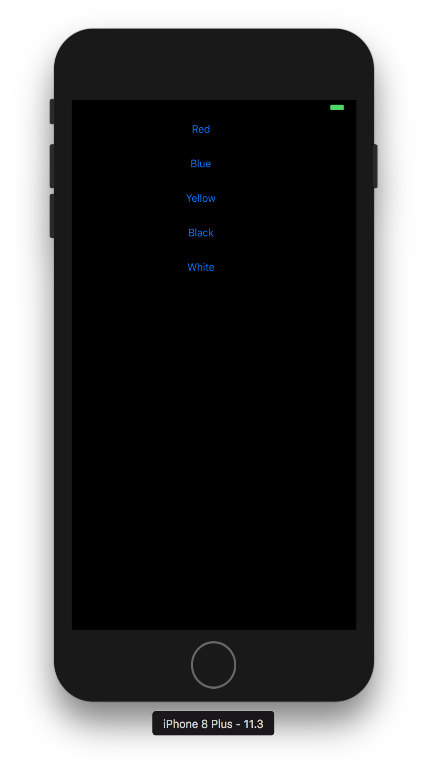 Red
Blue
Yellow
Black
White
iPhone 8 Plus - 11.3